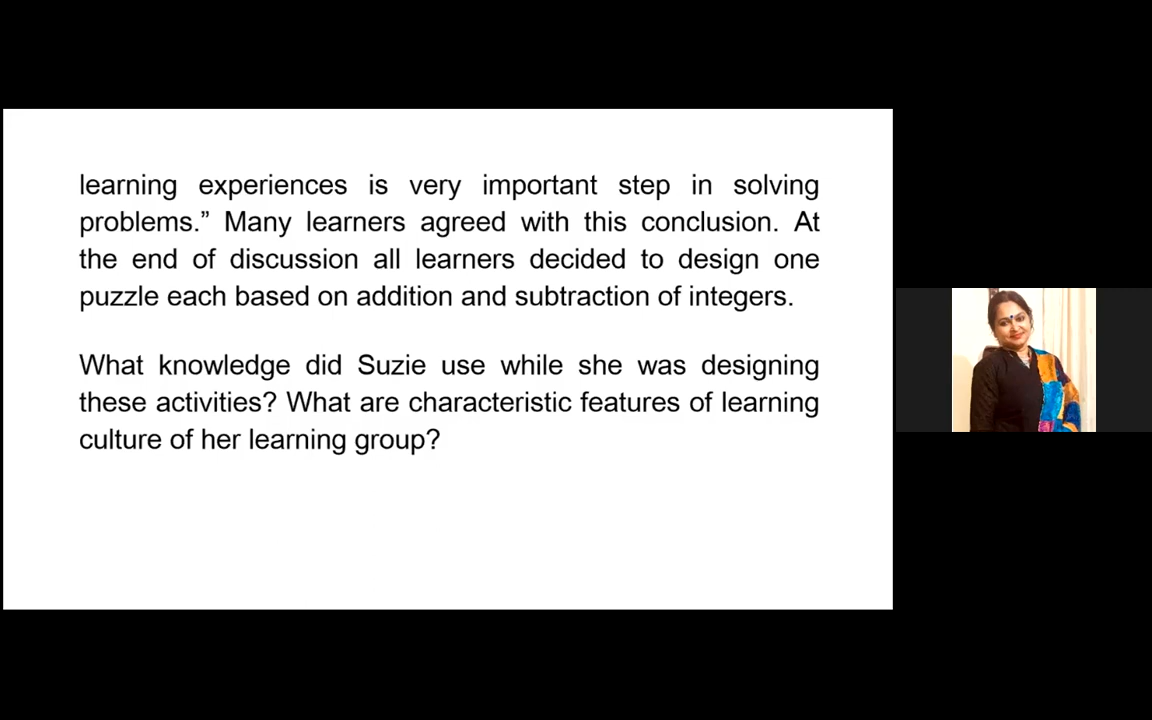 learning experiences is very important step in solving
problems.” Many learners agreed with this conclusion. At
the end of discussion all learners decided to design one
puzzle each based on addition and subtraction of integers.
What knowledge did Suzie use while she was designing
these activities? What are characteristic features of learning
culture of her learning group?